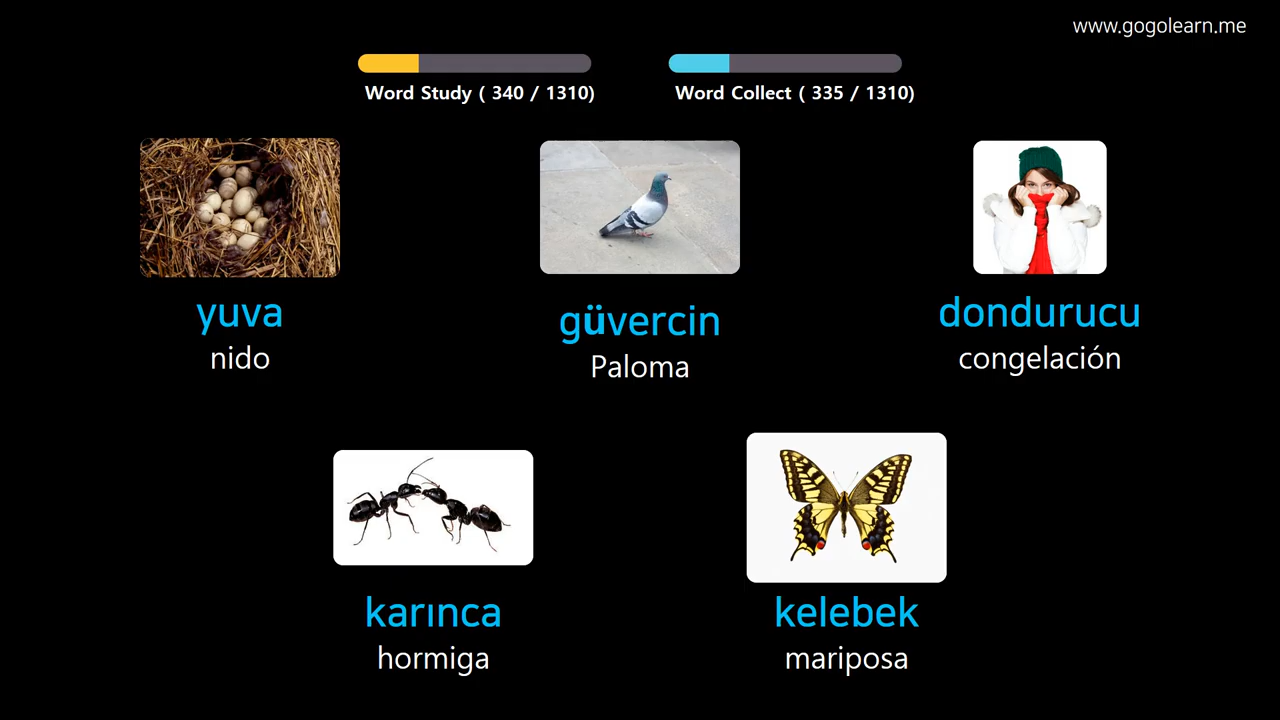 www.gogolearn.me
Word Study ( 340 / 1310)
Word Collect ( 335 / 1310)
yuva
nido
güvercin
Paloma
dondurucu
congelación
karınca
hormiga
kelebek
mariposa